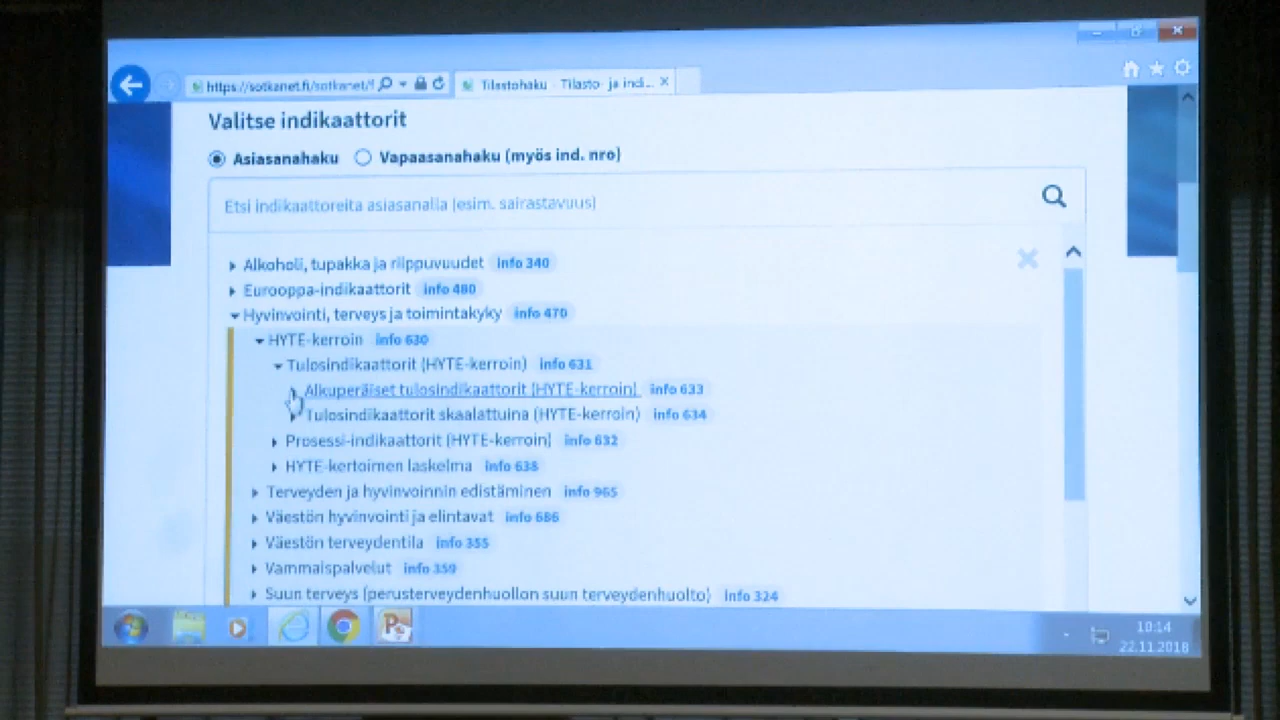 https://sotkanet.fi/sotkanet/f
Tilastohaku - Tilasto- ja indi...
Valitse indikaattorit
Asiasanahaku Vapaasanahaku (myös ind. nro)
Etsi indikaattoreita asiasanalla (esim. sairastavuus)
Alkoholi, tupakka ja riippuvuudet info 340
Eurooppa-indikaattorit info 480
Hyvinvointi, terveys ja toimintakyky info 470
HYTE-kerroin info 630
Tulosindikaattorit (HYTE-kerroin) info 631
Alkuperäiset tulosindikaattorit (HYTE-kerroin) info 633
Tulosindikaattorit skaalattuina (HYTE-kerroin) info 634
Prosessi-indikaattorit (HYTE-kerroin) info 632
HYTE-kertoimen laskelma info 638
Terveyden ja hyvinvoinnin edistäminen info 965
Väestön hyvinvointi ja elintavat info 686
Väestön terveydentila info 355
Vammaispalvelut info 359
Suun terveys (perusterveydenhuollon suun terveydenhuolto) info 324
10:14
22.11.2018